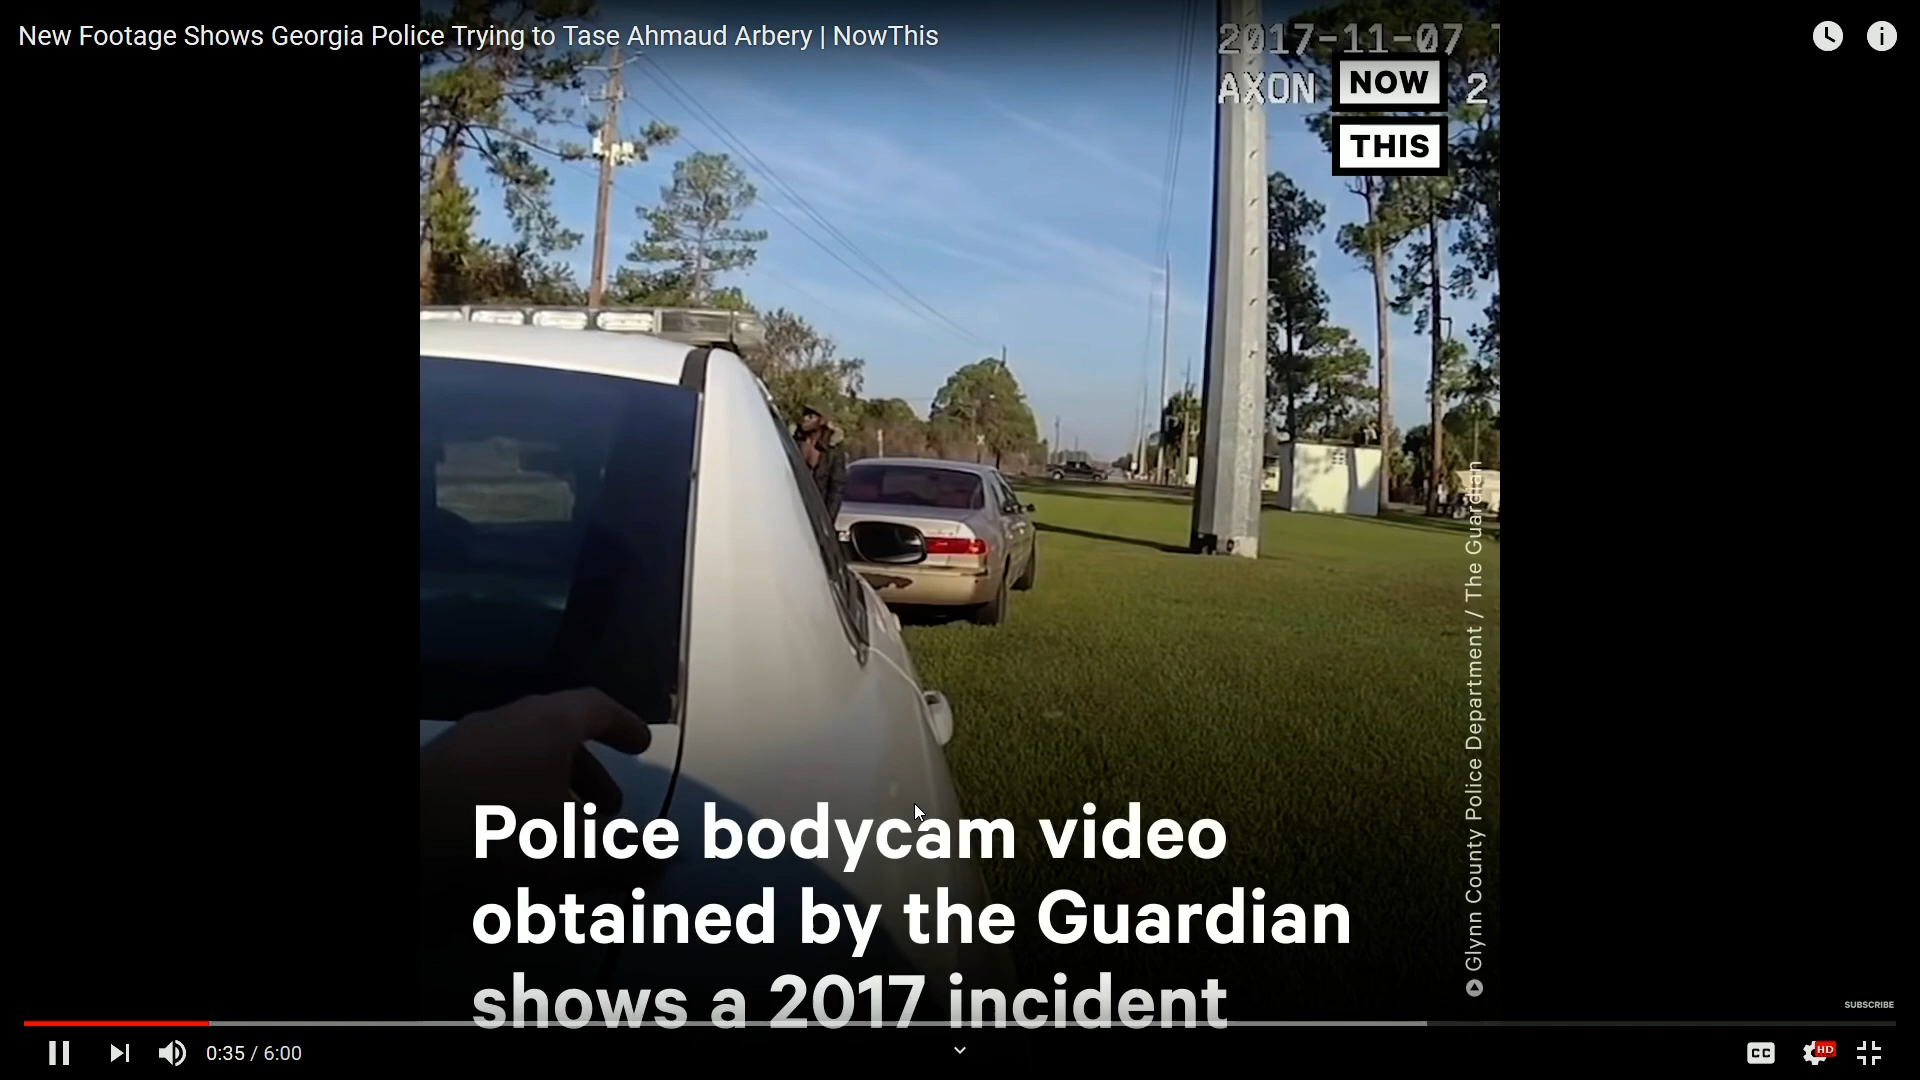 New Footage Shows Georgia Police Trying to Tase Ahmaud Arbery | NowThis
2017-11-07
AXON 2
NOW
THIS
Glynn County Police Department / The Guardian
Police bodycam video
obtained by the Guardian
shows a 2017 incident
SUBSCRIBE
0:35 / 6:00
CC
HD